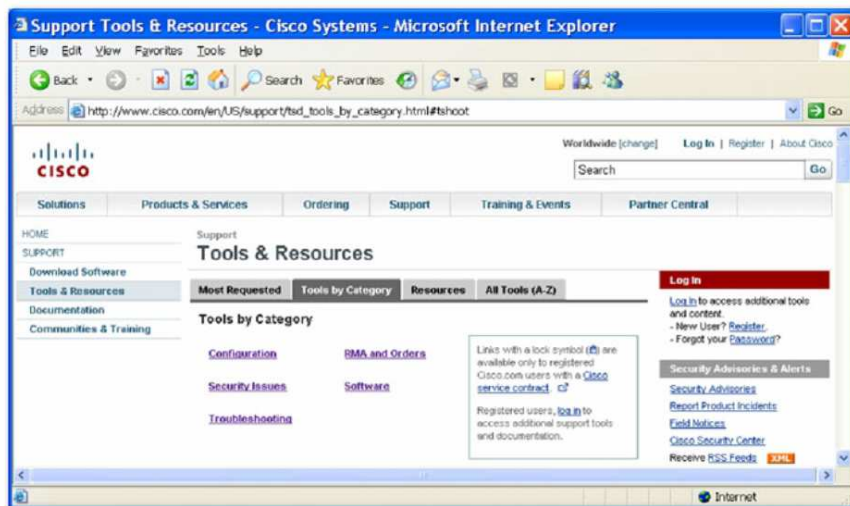 Support Tools & Resources - Cisco Systems - Microsoft Internet Explorer
File Edit View Favorites Tools Help
Back Search Favorites
Address http://www.cisco.com/en/US/support/tsd_tools_by_category.html#tshoot Go
Worldwide [change] Log In | Register | About Cisco
CISCO
Search Go
Solutions Products & Services Ordering Support Training & Events Partner Central
HOME
SUPPORT
Download Software
Tools & Resources
Documentation
Communities & Training
Support
Tools & Resources
Most Requested Tools by Category Resources All Tools (A-Z)
Tools by Category
Configuration RMA and Orders
Security Issues Software
Troubleshooting
Links with a lock symbol ( ) are
available only to registered
Cisco.com users with a Cisco
service contract.
Registered users, log in to
access additional support tools
and documentation.
Log In
Log In to access additional tools
and content.
- New User? Register.
- Forgot your Password?
Security Advisories & Alerts
Security Advisories
Report Product Incidents
Field Notices
Cisco Security Center
Receive RSS Feeds XML
Internet